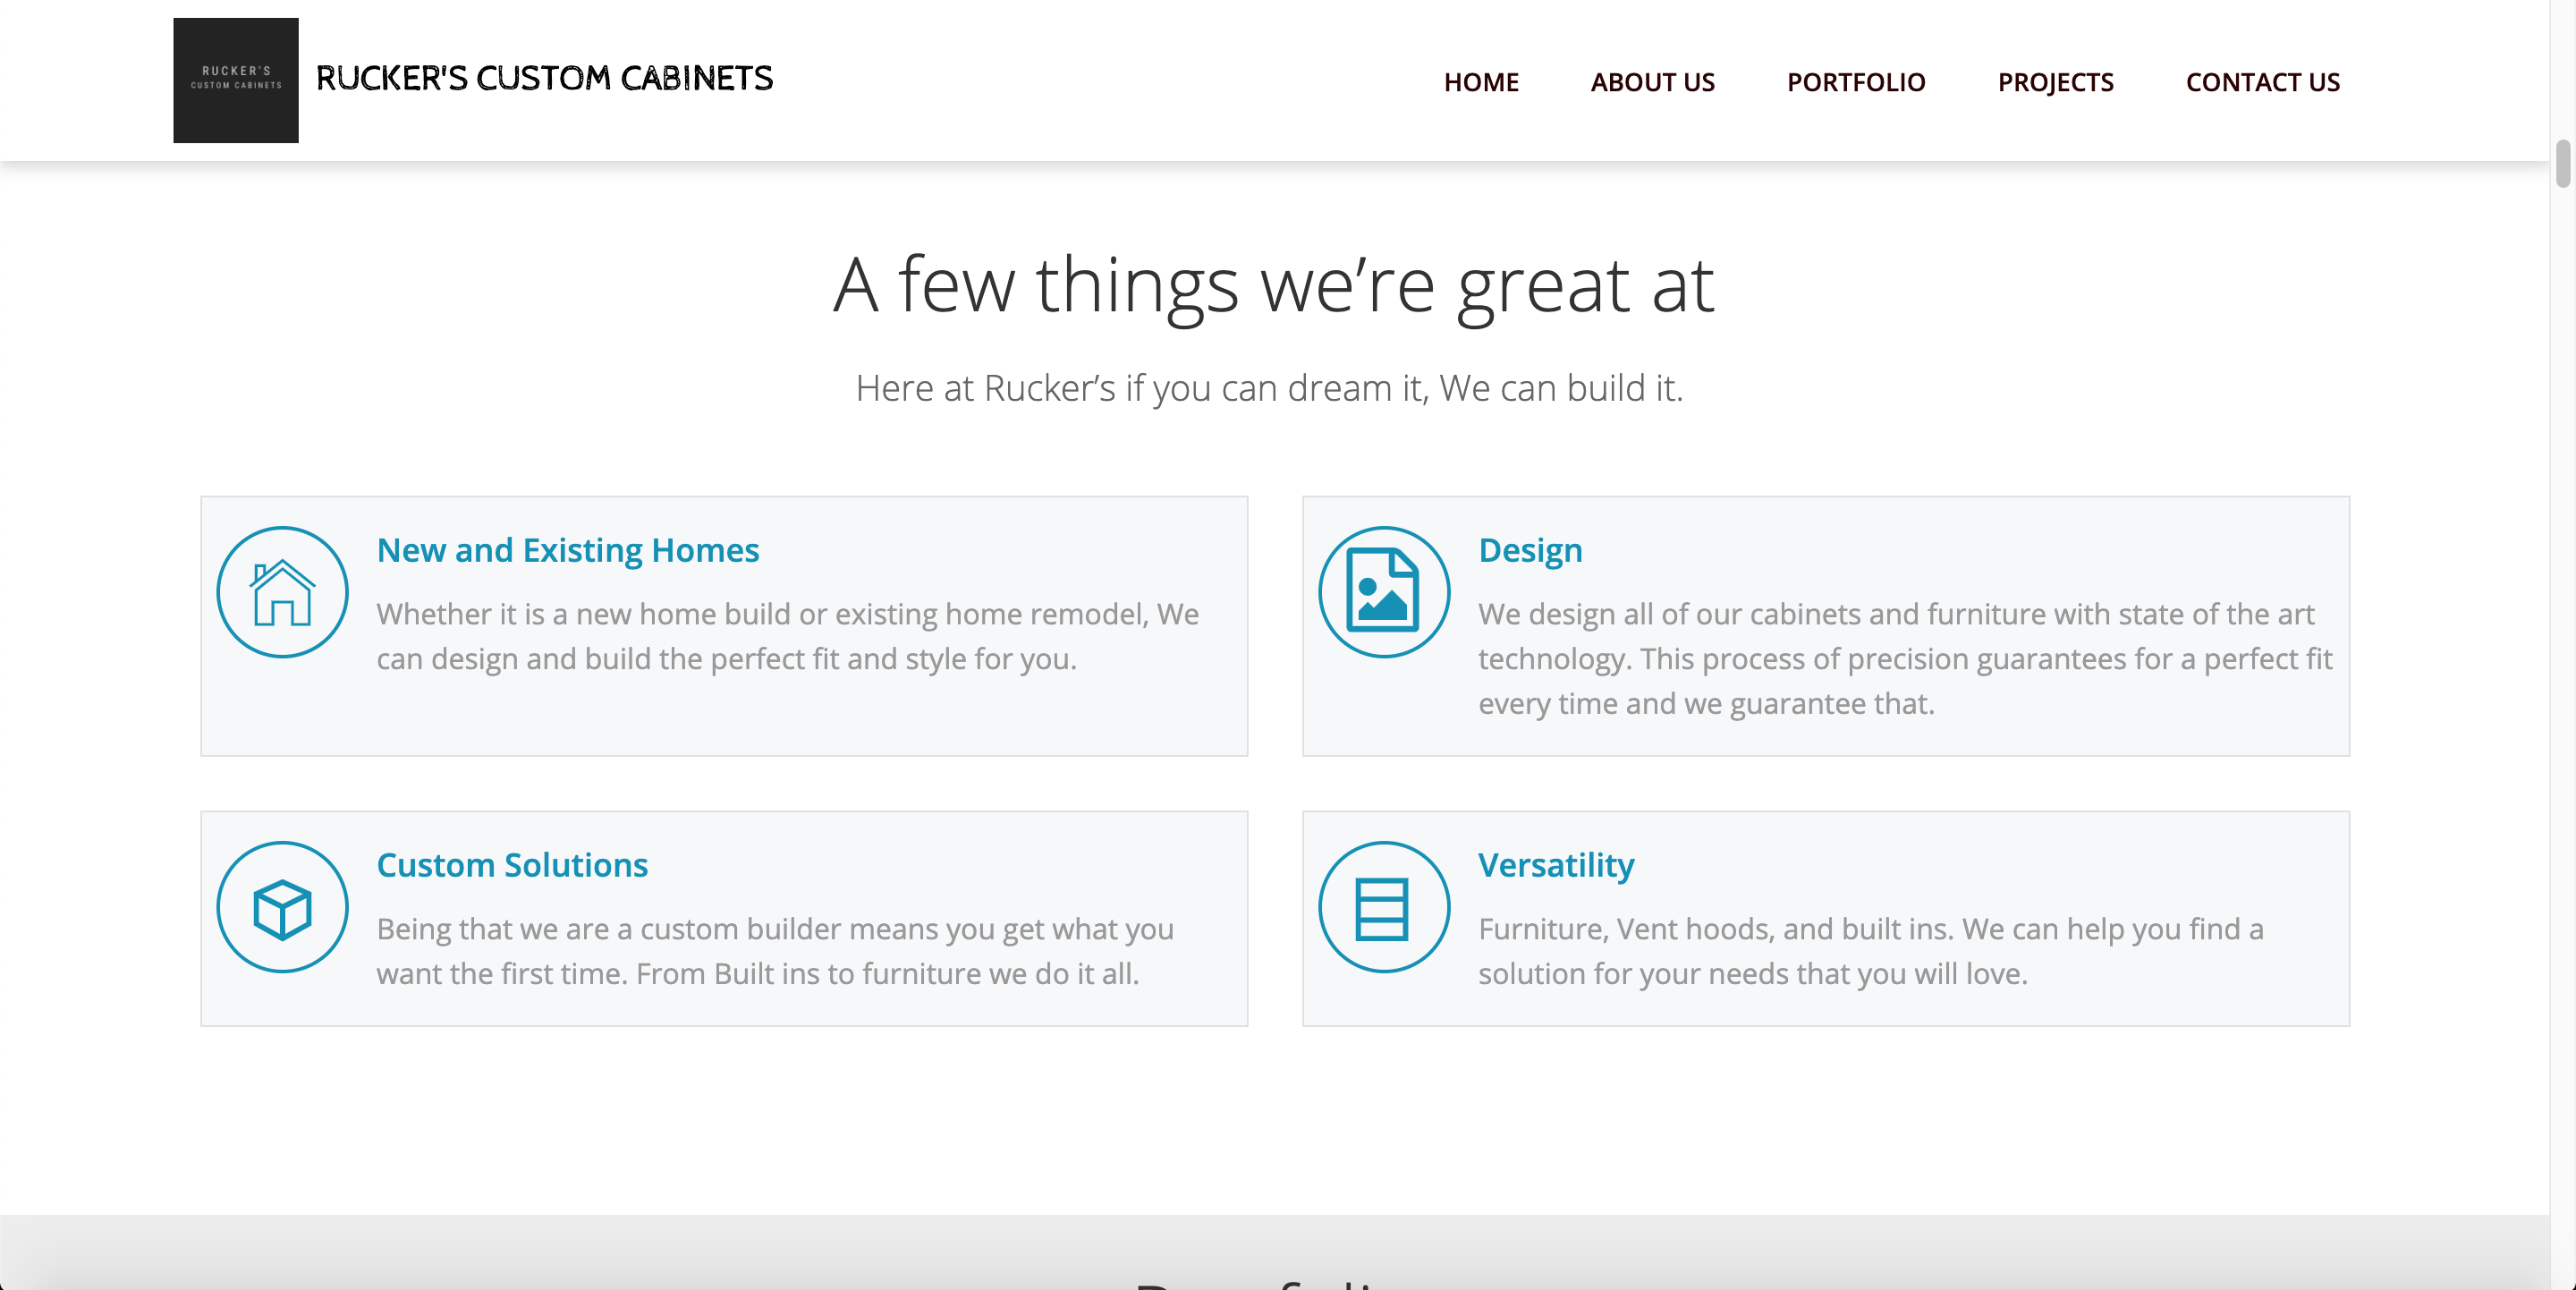 RUCKER'S
CUSTOM CABINETS
RUCKER'S CUSTOM CABINETS
HOME
ABOUT US
PORTFOLIO
PROJECTS
CONTACT US
A few things we’re great at
Here at Rucker’s if you can dream it, We can build it.
New and Existing Homes
Whether it is a new home build or existing home remodel, We
can design and build the perfect fit and style for you.
Design
We design all of our cabinets and furniture with state of the art
technology. This process of precision guarantees for a perfect fit
every time and we guarantee that.
Custom Solutions
Being that we are a custom builder means you get what you
want the first time. From Built ins to furniture we do it all.
Versatility
Furniture, Vent hoods, and built ins. We can help you find a
solution for your needs that you will love.